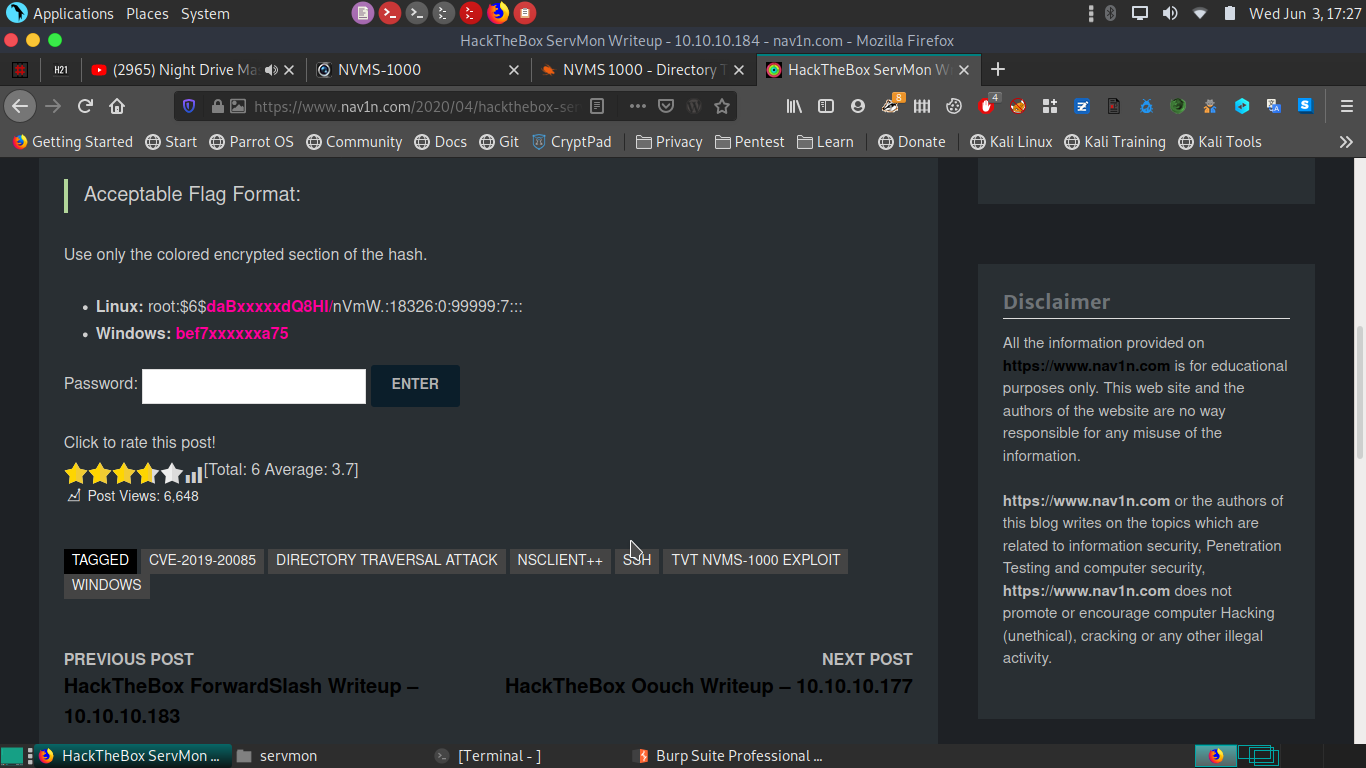 Applications Places System Wed Jun 3, 17:27
HackTheBox ServMon Writeup - 10.10.10.184 - nav1n.com - Mozilla Firefox
H21 (2965) Night Drive Ma NVMS-1000 NVMS 1000 - Directory T HackTheBox ServMon W
https://www.nav1n.com/2020/04/hackthebox-ser 8 4
Getting Started Start Parrot OS Community Docs Git CryptPad Privacy Pentest Learn Donate Kali Linux Kali Training Kali Tools
Acceptable Flag Format:
Use only the colored encrypted section of the hash.
• Linux: root:$6$daBxxxxxdQ8HI/nVmW.:18326:0:99999:7:::
• Windows: bef7xxxxxxa75
Password: ENTER
Click to rate this post!
[Total: 6 Average: 3.7]
Post Views: 6,648
TAGGED CVE-2019-20085 DIRECTORY TRAVERSAL ATTACK NSCLIENT++ SSH TVT NVMS-1000 EXPLOIT
WINDOWS
PREVIOUS POST
HackTheBox ForwardSlash Writeup –
10.10.10.183
NEXT POST
HackTheBox Oouch Writeup – 10.10.10.177
Disclaimer
All the information provided on
https://www.nav1n.com is for educational
purposes only. This web site and the
authors of the website are no way
responsible for any misuse of the
information.
https://www.nav1n.com or the authors of
this blog writes on the topics which are
related to information security, Penetration
Testing and computer security,
https://www.nav1n.com does not
promote or encourage computer Hacking
(unethical), cracking or any other illegal
activity.
HackTheBox ServMon ... servmon [Terminal - ] Burp Suite Professional ...